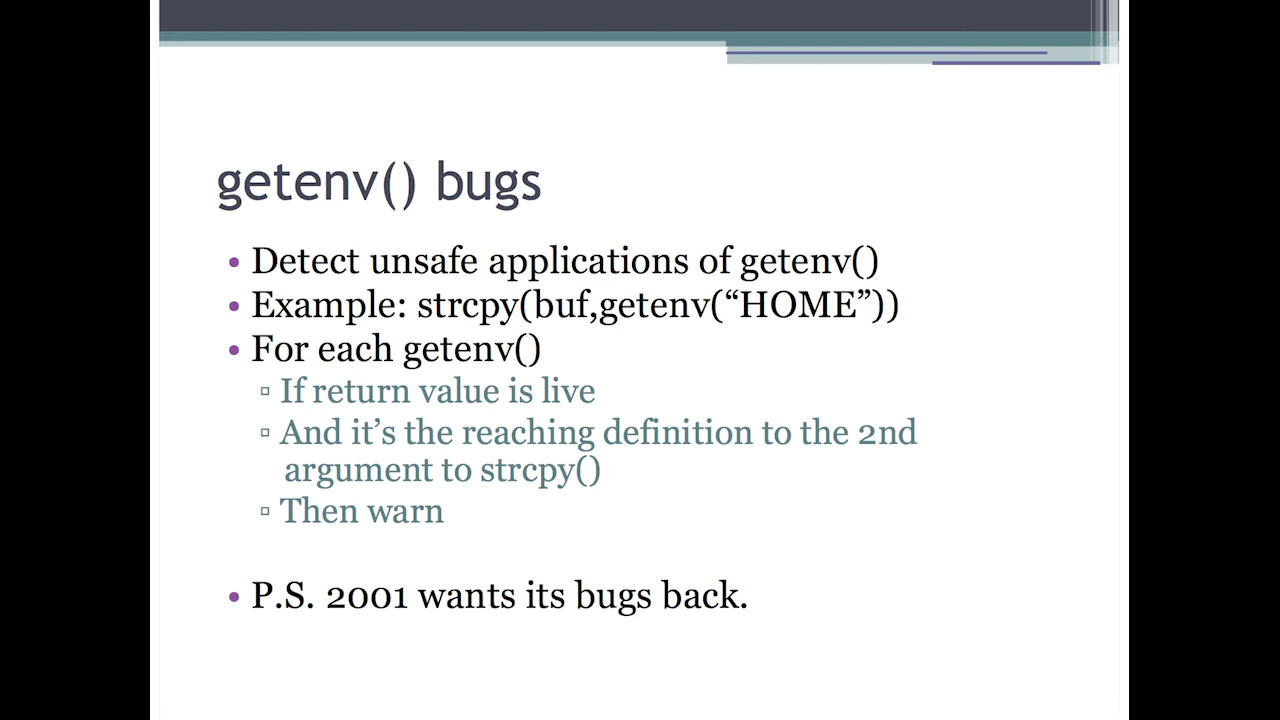 getenv() bugs
• Detect unsafe applications of getenv()
• Example: strcpy(buf,getenv(“HOME”))
• For each getenv()
▫ If return value is live
▫ And it’s the reaching definition to the 2nd
argument to strcpy()
▫ Then warn
• P.S. 2001 wants its bugs back.